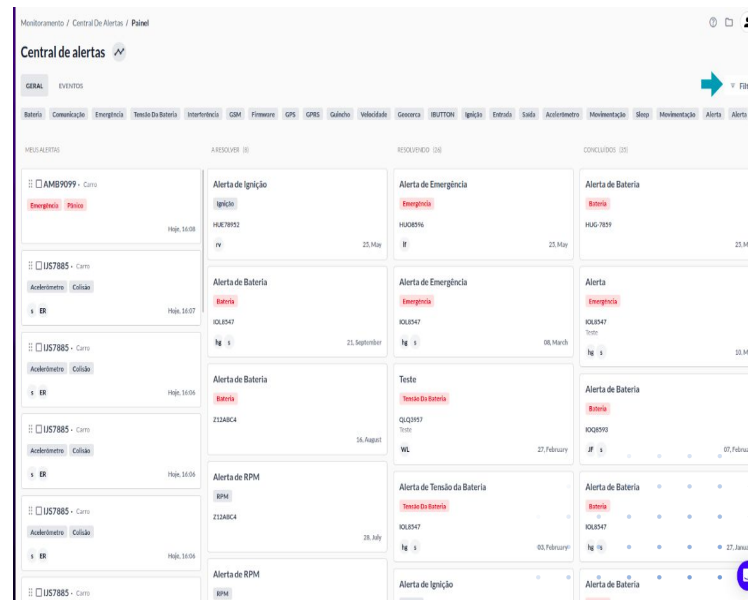 Monitoramento / Central De Alertas / Painel
Central de alertas
GERAL EVENTOS
Bateria Comunicação Emergência Tensão Da Bateria Interferência GSM Firmware GPS GPRS Guincho Velocidade Geocerca IBUTTON Ignição Entrada Saída Acelerômetro Movimentação Sleep Movimentação Alerta Alerta
MEUS ALERTAS
AMB9099 • Carro
Emergência Pânico
Hoje, 16:08
IJS7885 • Carro
Acelerômetro Colisão
s ER Hoje, 16:07
IJS7885 • Carro
Acelerômetro Colisão
s ER Hoje, 16:06
IJS7885 • Carro
Acelerômetro Colisão
s ER Hoje, 16:06
IJS7885 • Carro
Acelerômetro Colisão
s ER Hoje, 16:06
IJS7885 • Carro
A RESOLVER (8)
Alerta de Ignição
Ignição
HUE78952
rv 23, May
Alerta de Bateria
Bateria
IOL8547
hg s 21, September
Alerta de Bateria
Bateria
Z12ABC4
16, August
Alerta de RPM
RPM
Z12ABC4
28, July
Alerta de RPM
RPM
RESOLVENDO (26)
Alerta de Emergência
Emergência
HUO8596
lf 23, May
Alerta de Emergência
Emergência
IOL8547
hg s 08, March
Teste
Tensão Da Bateria
QLQ3957
Teste
WL 27, February
Alerta de Tensão da Bateria
Tensão Da Bateria
IOL8547
hg s 03, February
Alerta de Ignição
CONCLUÍDOS (35)
Alerta de Bateria
Bateria
HUG-7859
Alerta
Emergência
IOL8547
Teste
hg s
Alerta de Bateria
Bateria
IOQ8593
JF s
Alerta de Bateria
Bateria
IOL8547
hg s
Alerta de Bateria